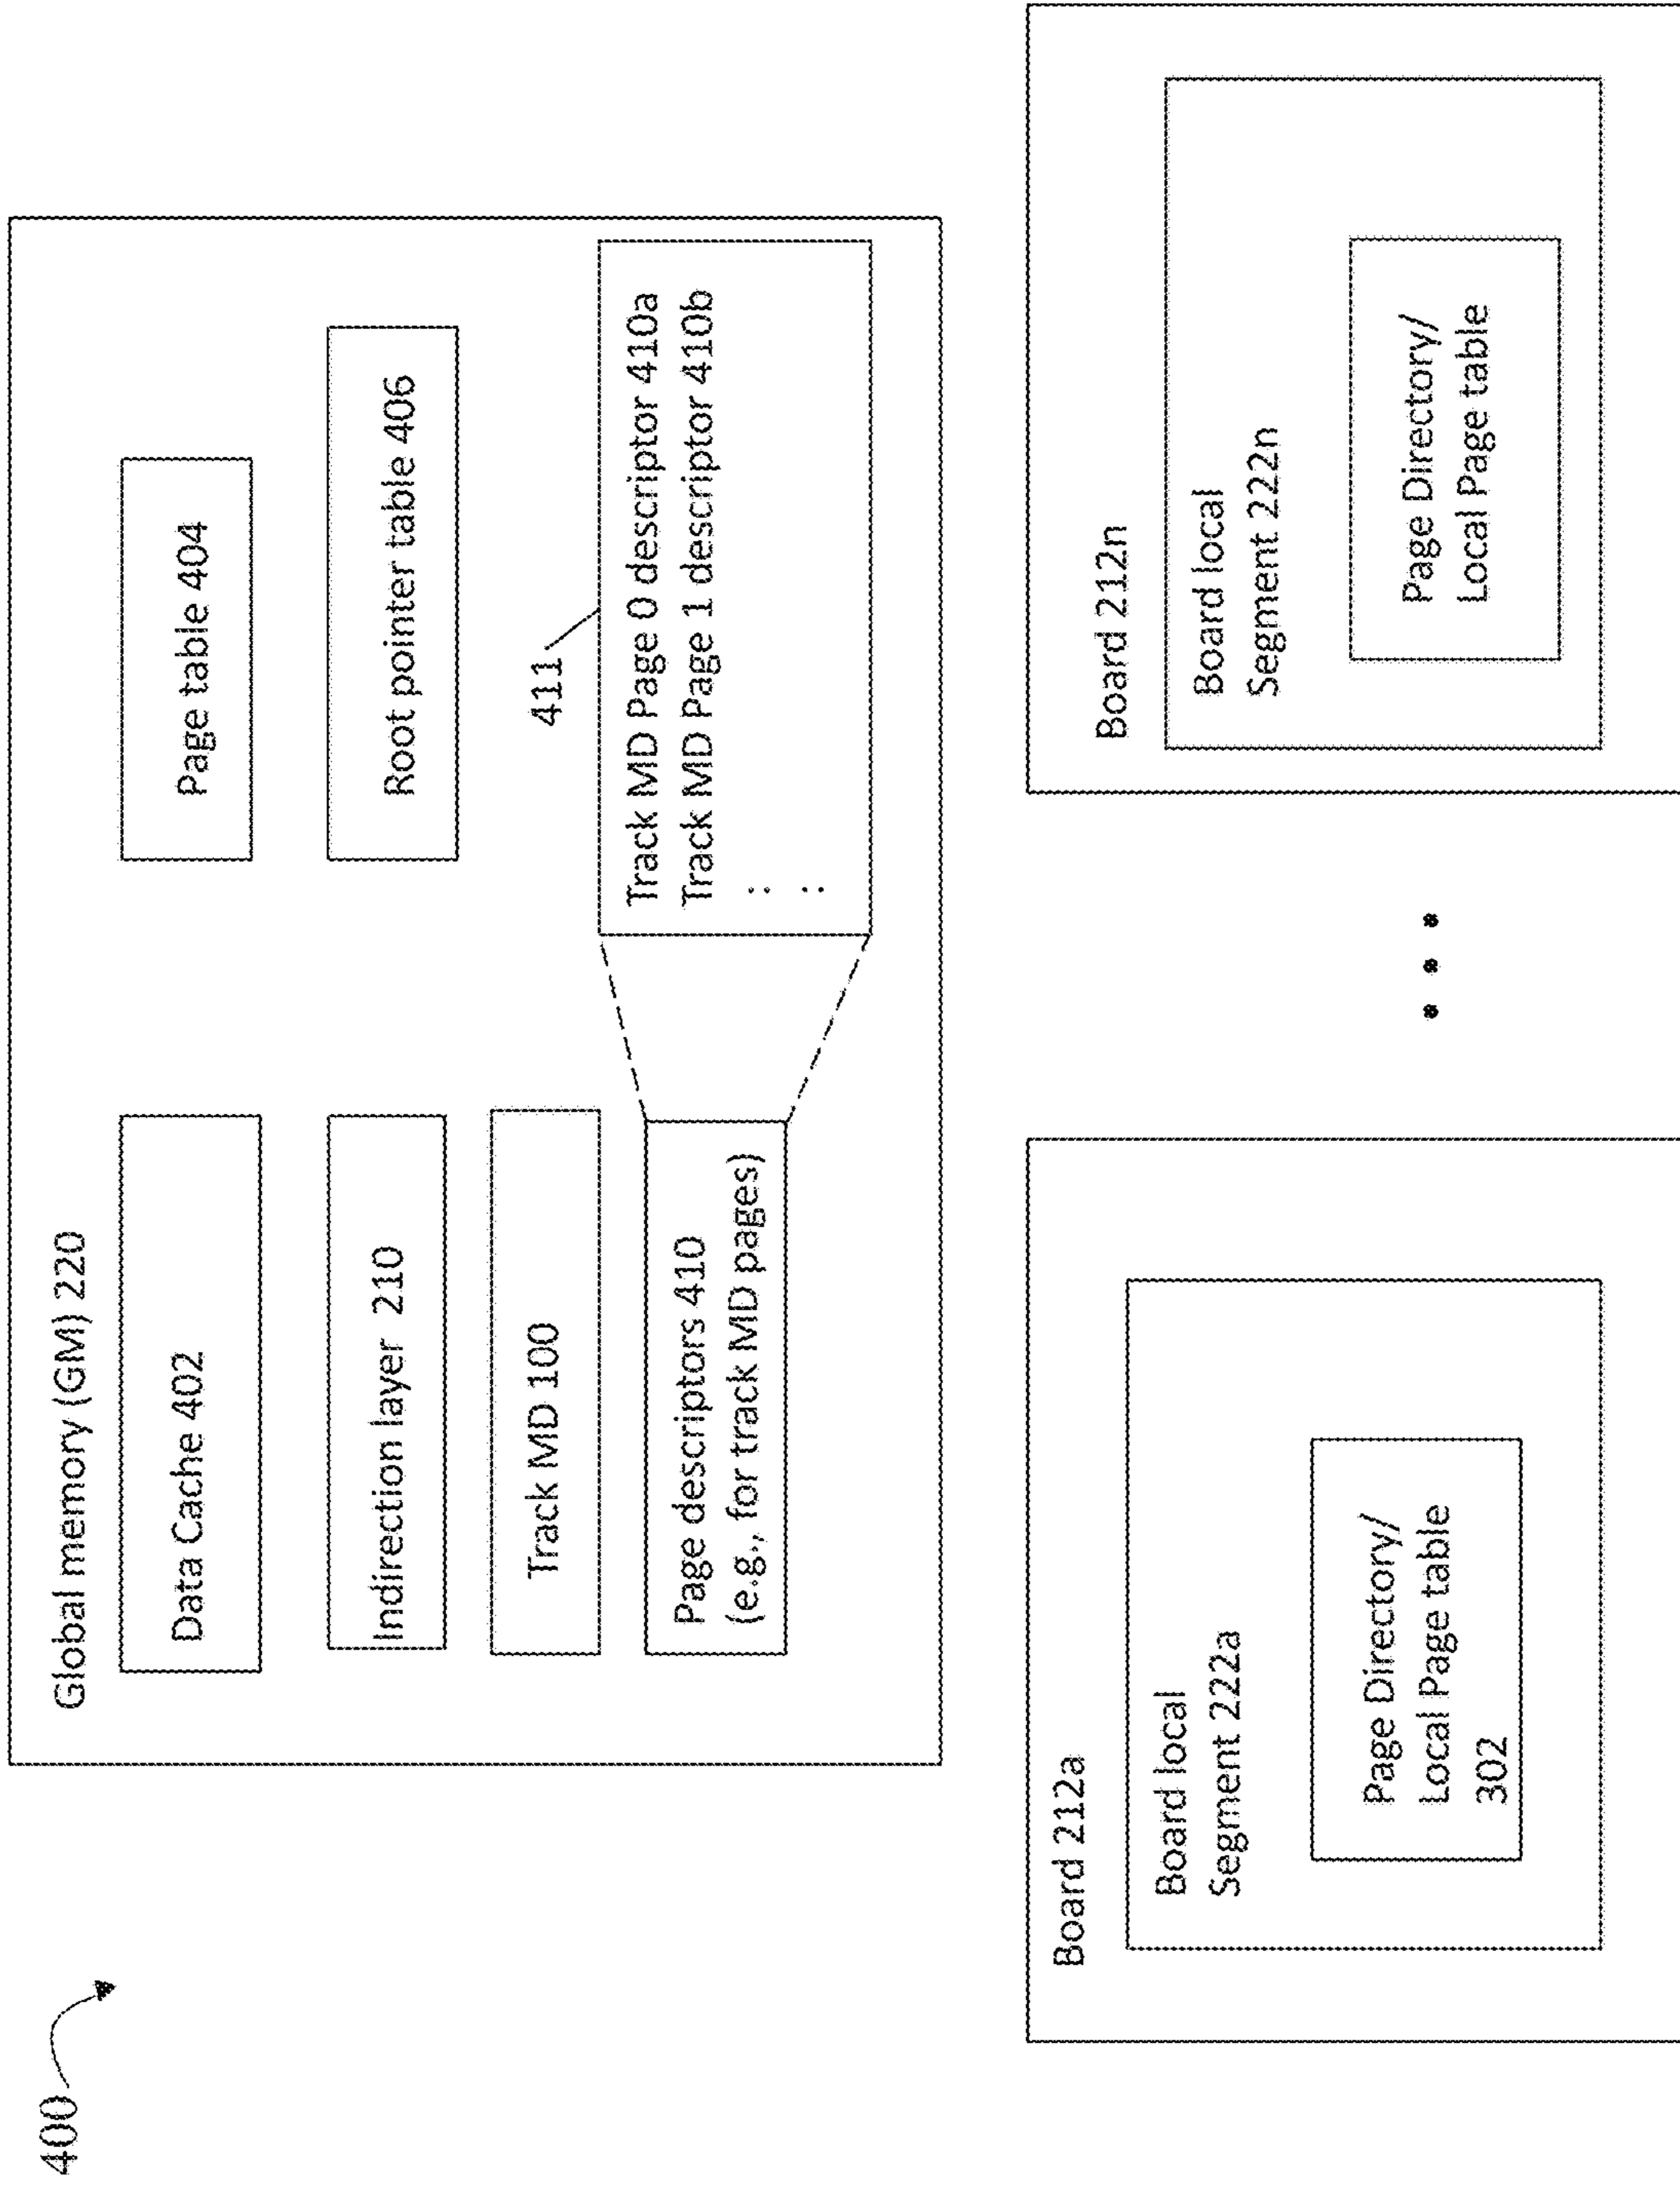 400
Global memory (GM) 220
Data Cache 402
Page table 404
Indirection layer 210
Root pointer table 406
Track MD 100
411
Page descriptors 410
(e.g., for track MD pages)
Track MD Page 0 descriptor 410a
Track MD Page 1 descriptor 410b
:
:
Board 212a
Board local
Segment 222a
Page Directory/
Local Page table
302
• • •
Board 212n
Board local
Segment 222n
Page Directory/
Local Page table